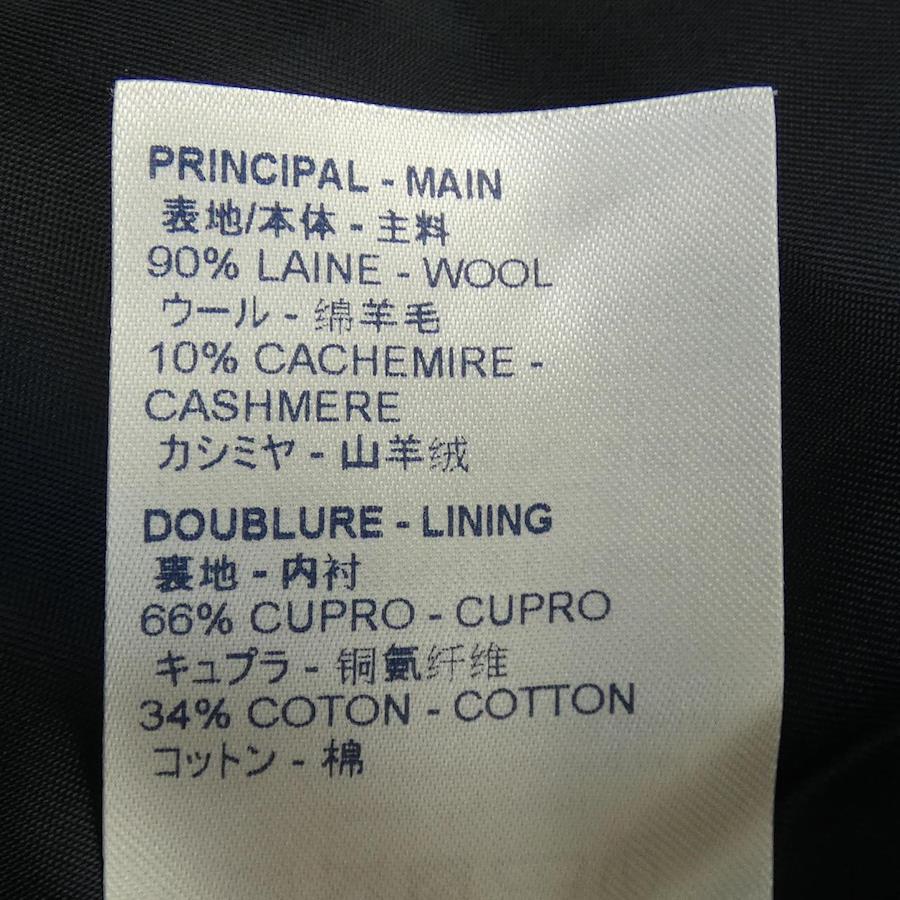 PRINCIPAL - MAIN
表地/本体 - 主料
90% LAINE - WOOL
ウール - 绵羊毛
10% CACHEMIRE -
CASHMERE
カシミヤ - 山羊绒
DOUBLURE - LINING
裏地 - 内衬
66% CUPRO - CUPRO
キュプラ - 铜氨纤维
34% COTON - COTTON
コットン - 棉